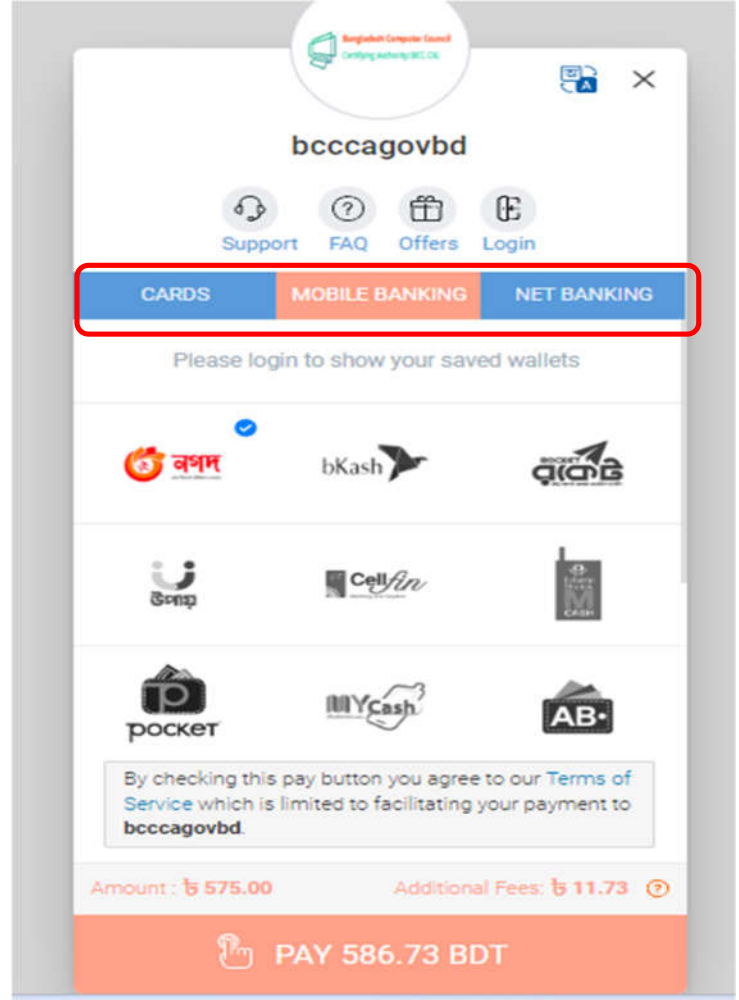 Bangladesh Computer Council
Certifying Authority(BCC CA)
অ A
bcccagovbd
Support FAQ Offers Login
CARDS MOBILE BANKING NET BANKING
Please login to show your saved wallets
নগদ bKash ROCKET রকেট
উপায় Cellfin M CASH
POCKET MYCash AB
By checking this pay button you agree to our Terms of
Service which is limited to facilitating your payment to
bcccagovbd.
Amount : ৳ 575.00 Additional Fees: ৳ 11.73 ?
PAY 586.73 BDT